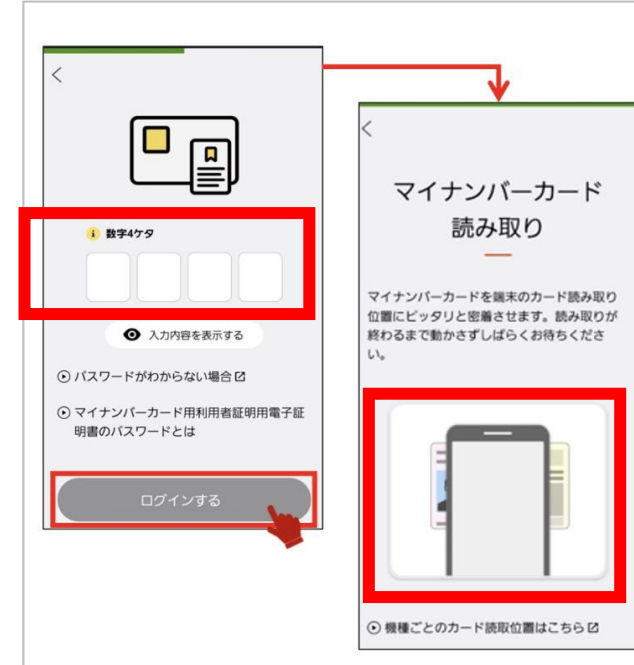 数字4ケタ
入力内容を表示する
パスワードがわからない場合
マイナンバーカード用利用者証明用電子証
明書のパスワードとは
ログインする
マイナンバーカード
読み取り
マイナンバーカードを端末のカード読み取り
位置にピッタリと密着させます。読み取りが
終わるまで動かさずしばらくお待ちくださ
い。
機種ごとのカード読取位置はこちら